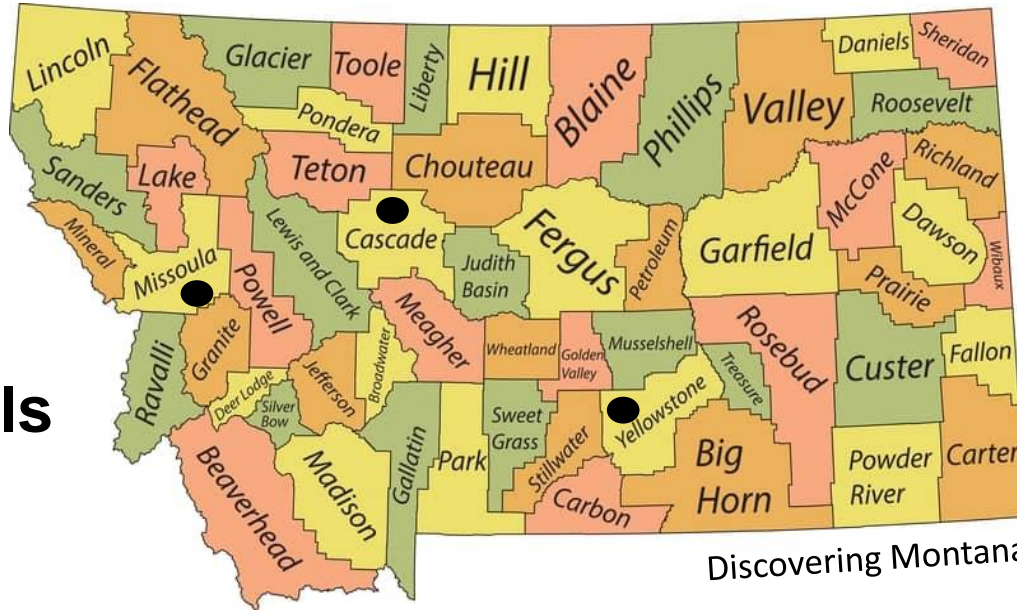 Lincoln
Flathead
Glacier
Toole
Liberty
Hill
Blaine
Phillips
Valley
Daniels
Sheridan
Roosevelt
Pondera
Teton
Chouteau
Richland
McCone
Sanders
Lake
Dawson
Lewis and Clark
Cascade
Fergus
Petroleum
Garfield
Wibaux
Mineral
Missoula
Powell
Judith
Basin
Prairie
Meagher
Granite
Wheatland
Golden
Valley
Musselshell
Rosebud
Ravalli
Jefferson
Broadwater
Treasure
Custer
Fallon
ls
Deer Lodge
Silver
Bow
Sweet
Grass
Yellowstone
Stillwater
Gallatin
Park
Big
Horn
Powder
River
Carter
Beaverhead
Madison
Carbon
Discovering Montana